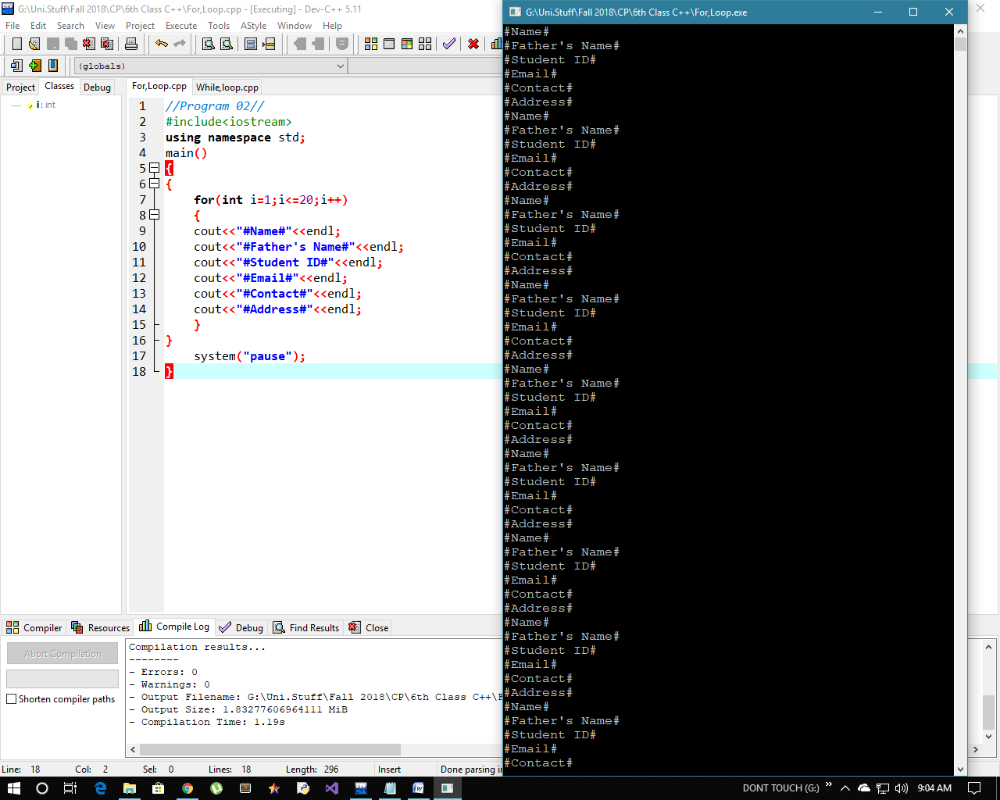 G:\Uni.Stuff\Fall 2018\CP\6th Class C++\For,Loop.cpp - [Executing] - Dev-C++ 5.11
File Edit Search View Project Execute Tools AStyle Window Help
(globals)
Project Classes Debug
i : int
For,Loop.cpp While,loop.cpp
1 //Program 02//
2 #include<iostream>
3 using namespace std;
4 main()
5 {
6 {
7 for(int i=1;i<=20;i++)
8 {
9 cout<<"#Name#"<<endl;
10 cout<<"#Father's Name#"<<endl;
11 cout<<"#Student ID#"<<endl;
12 cout<<"#Email#"<<endl;
13 cout<<"#Contact#"<<endl;
14 cout<<"#Address#"<<endl;
15 }
16 }
17 system("pause");
18 }
Compiler Resources Compile Log Debug Find Results Close
Abort Compilation
Shorten compiler paths
Compilation results...
--------
- Errors: 0
- Warnings: 0
- Output Filename: G:\Uni.Stuff\Fall 2018\CP\6th Class C++\F
- Output Size: 1.83277606964111 MiB
- Compilation Time: 1.19s
Line: 18 Col: 2 Sel: 0 Lines: 18 Length: 296 Insert Done parsing in
G:\Uni.Stuff\Fall 2018\CP\6th Class C++\For,Loop.exe
#Name#
#Father's Name#
#Student ID#
#Email#
#Contact#
#Address#
#Name#
#Father's Name#
#Student ID#
#Email#
#Contact#
#Address#
#Name#
#Father's Name#
#Student ID#
#Email#
#Contact#
#Address#
#Name#
#Father's Name#
#Student ID#
#Email#
#Contact#
#Address#
#Name#
#Father's Name#
#Student ID#
#Email#
#Contact#
#Address#
#Name#
#Father's Name#
#Student ID#
#Email#
#Contact#
#Address#
#Name#
#Father's Name#
#Student ID#
#Email#
#Contact#
#Address#
#Name#
#Father's Name#
#Student ID#
#Email#
#Contact#
#Address#
#Name#
#Father's Name#
#Student ID#
#Email#
#Contact#
DONT TOUCH (G:) 9:04 AM